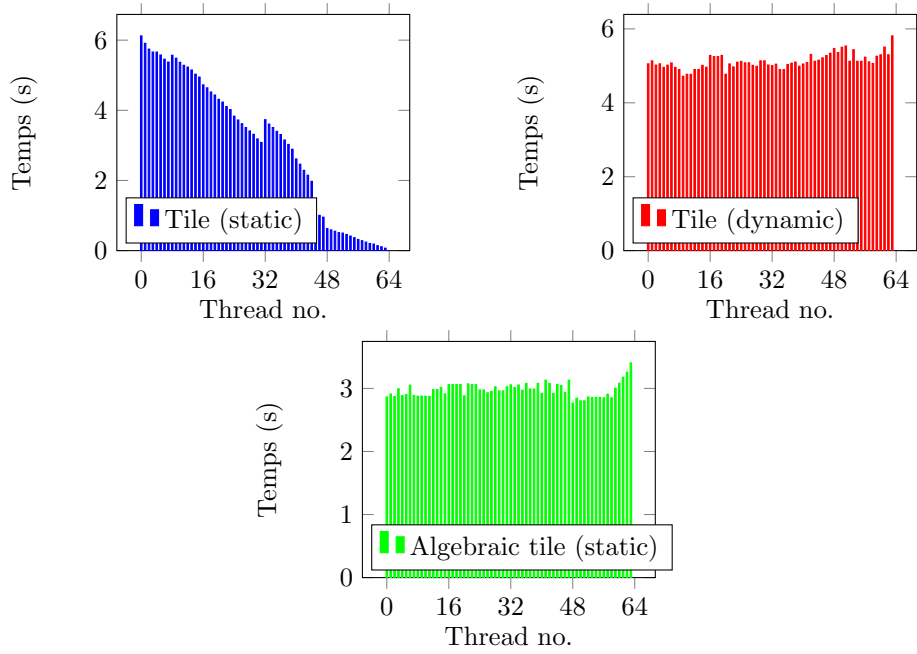 Temps (s)
6
4
2
0
Tile (static)
0 16 32 48 64
Thread no.
Temps (s)
6
4
2
0
Tile (dynamic)
0 16 32 48 64
Thread no.
Temps (s)
3
2
1
0
Algebraic tile (static)
0 16 32 48 64
Thread no.